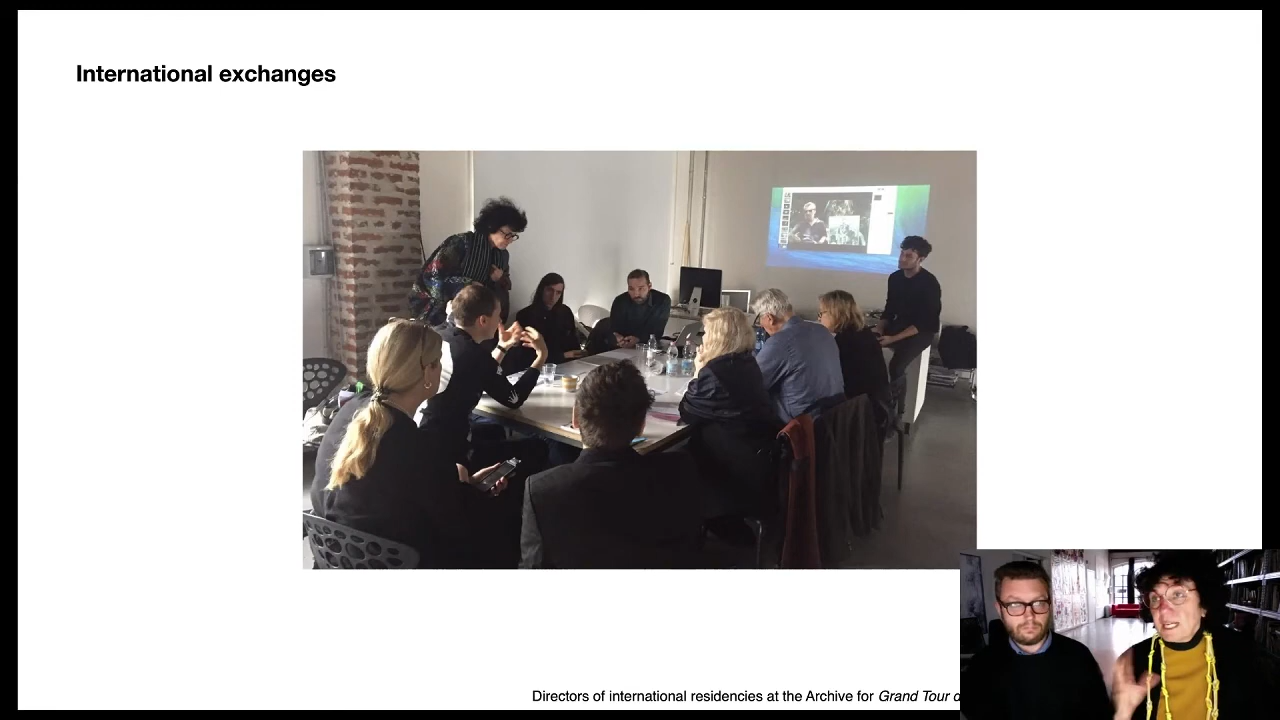 International exchanges
Directors of international residencies at the Archive for Grand Tour